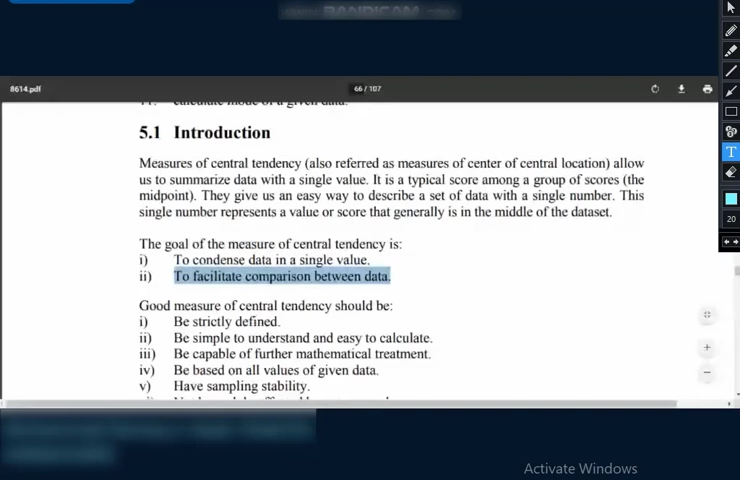 BANDICAM
8614.pdf
66 / 107
calculate mode of a given data.
5.1 Introduction
Measures of central tendency (also referred as measures of center of central location) allow
us to summarize data with a single value. It is a typical score among a group of scores (the
midpoint). They give us an easy way to describe a set of data with a single number. This
single number represents a value or score that generally is in the middle of the dataset.
The goal of the measure of central tendency is:
i) To condense data in a single value.
ii) To facilitate comparison between data.
Good measure of central tendency should be:
i) Be strictly defined.
ii) Be simple to understand and easy to calculate.
iii) Be capable of further mathematical treatment.
iv) Be based on all values of given data.
v) Have sampling stability.
T
20
Activate Windows